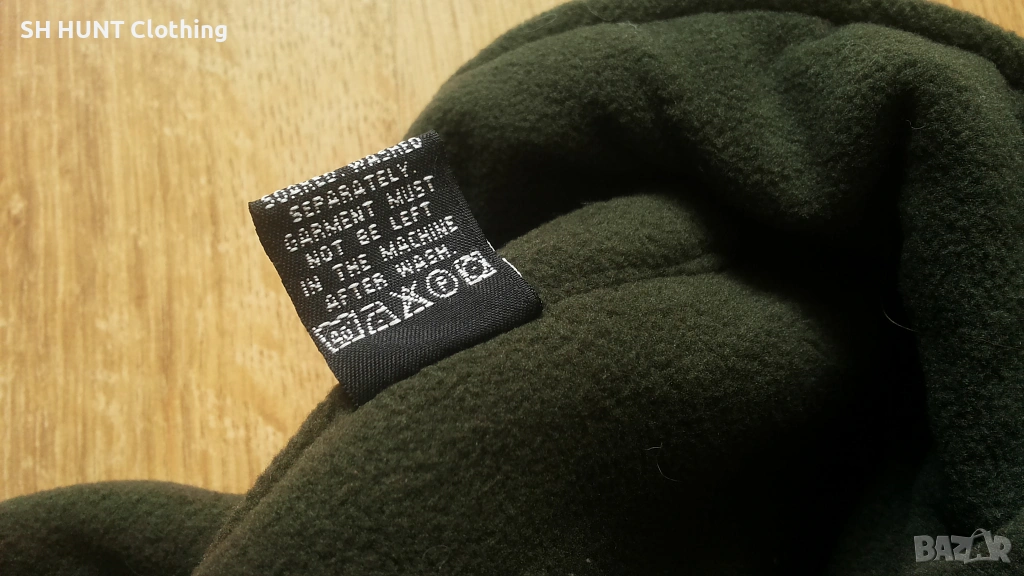 SH HUNT Clothing
SEPARATELY
GARMENT MUST
NOT BE LEFT
IN THE MACHINE
AFTER WASH
BAZAR